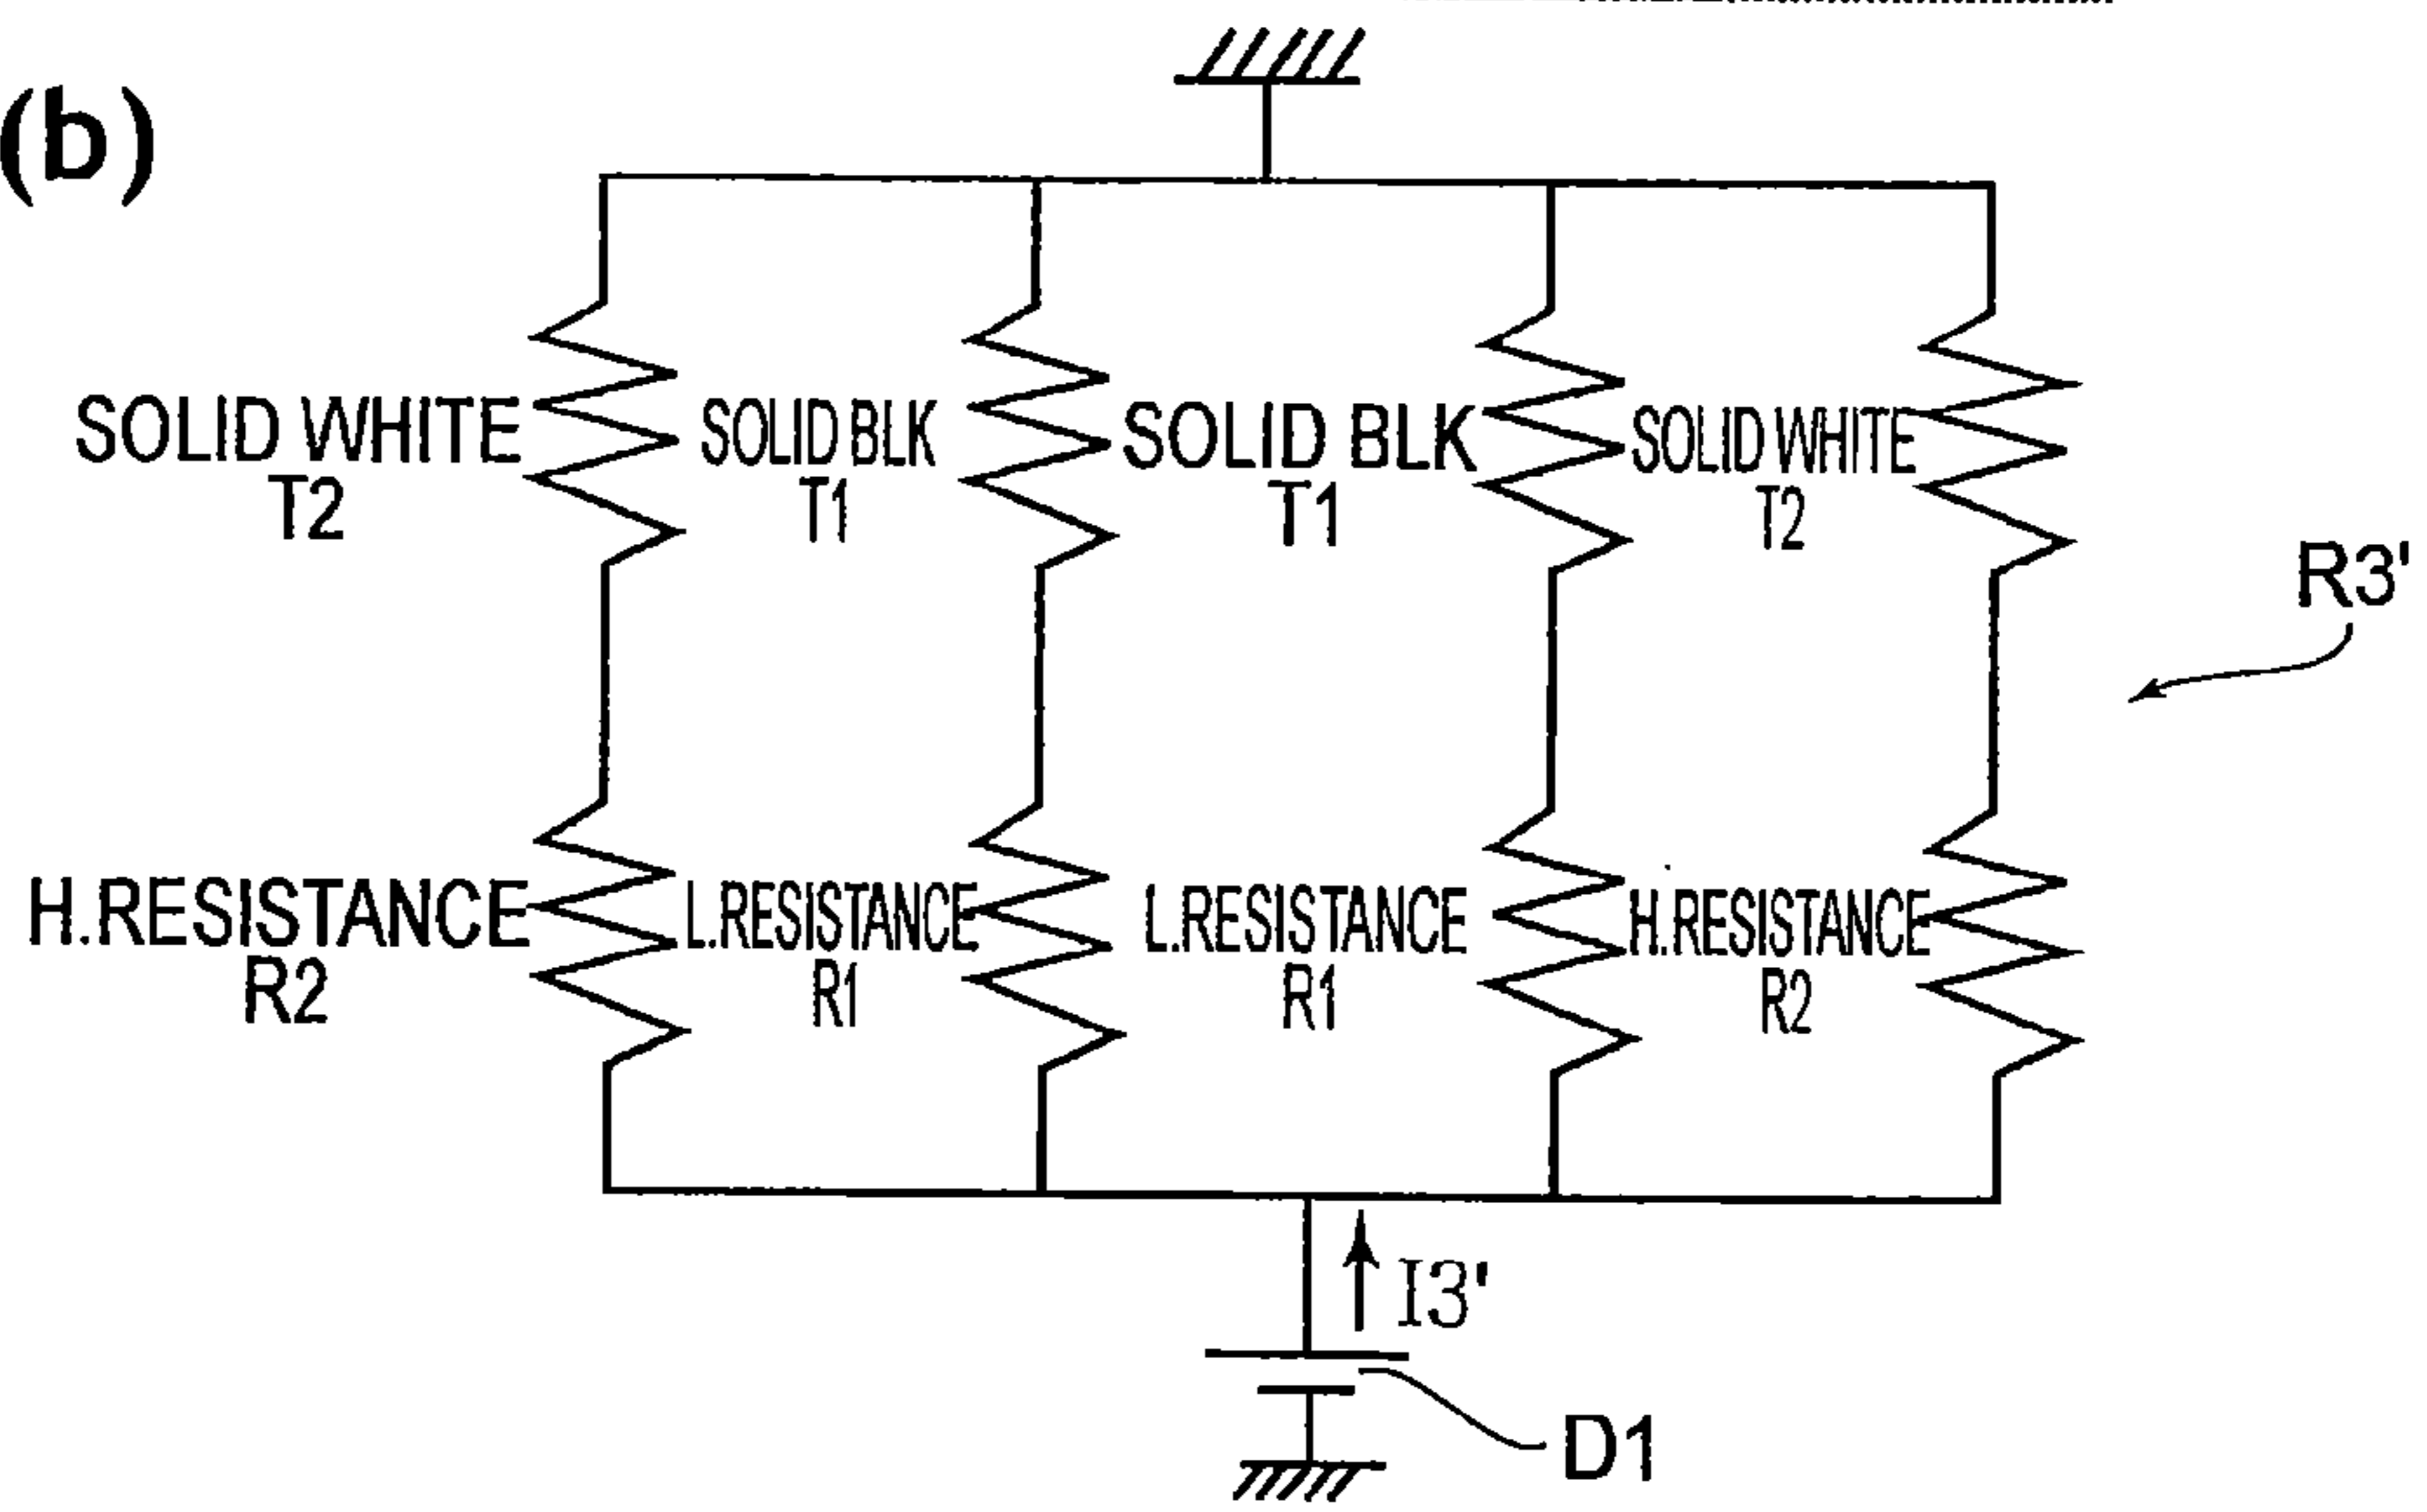 (b)
SOLID WHITE
T2
SOLID BLK
T1
SOLID BLK
T1
SOLID WHITE
T2
R3'
H.RESISTANCE
R2
L.RESISTANCE
R1
L.RESISTANCE
R1
H.RESISTANCE
R2
I3'
D1